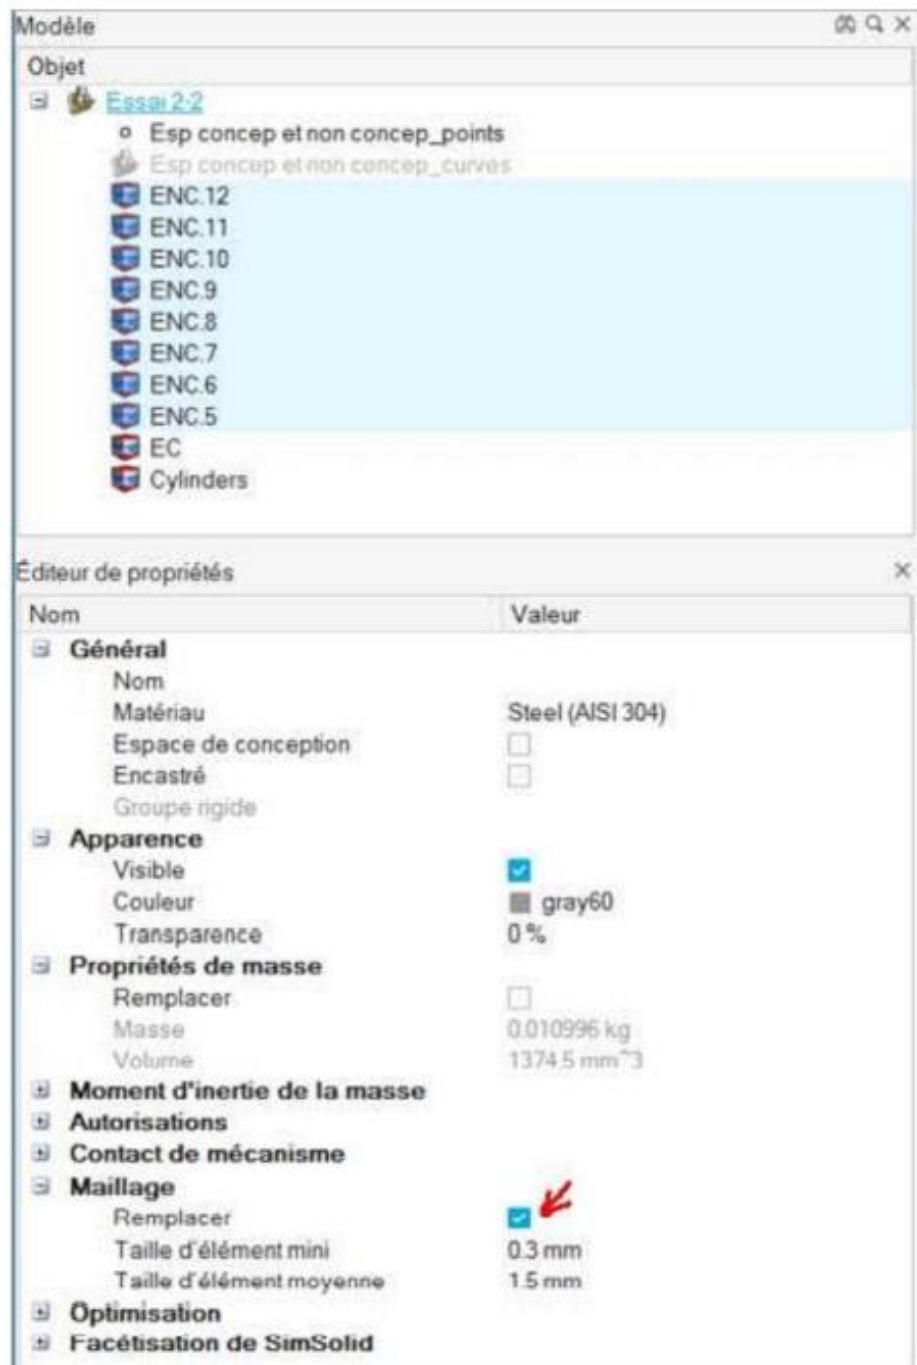 Modèle
Objet
Essai 2-2
Esp concep et non concep_points
Esp concep et non concep_curves
ENC.12
ENC.11
ENC.10
ENC.9
ENC.8
ENC.7
ENC.6
ENC.5
EC
Cylinders
Éditeur de propriétés
Nom Valeur
Général
Nom
Matériau Steel (AISI 304)
Espace de conception
Encastré
Groupe rigide
Apparence
Visible
Couleur gray60
Transparence 0 %
Propriétés de masse
Remplacer
Masse 0.010996 kg
Volume 1374.5 mm^3
Moment d'inertie de la masse
Autorisations
Contact de mécanisme
Maillage
Remplacer
Taille d'élément mini 0.3 mm
Taille d'élément moyenne 1.5 mm
Optimisation
Facétisation de SimSolid